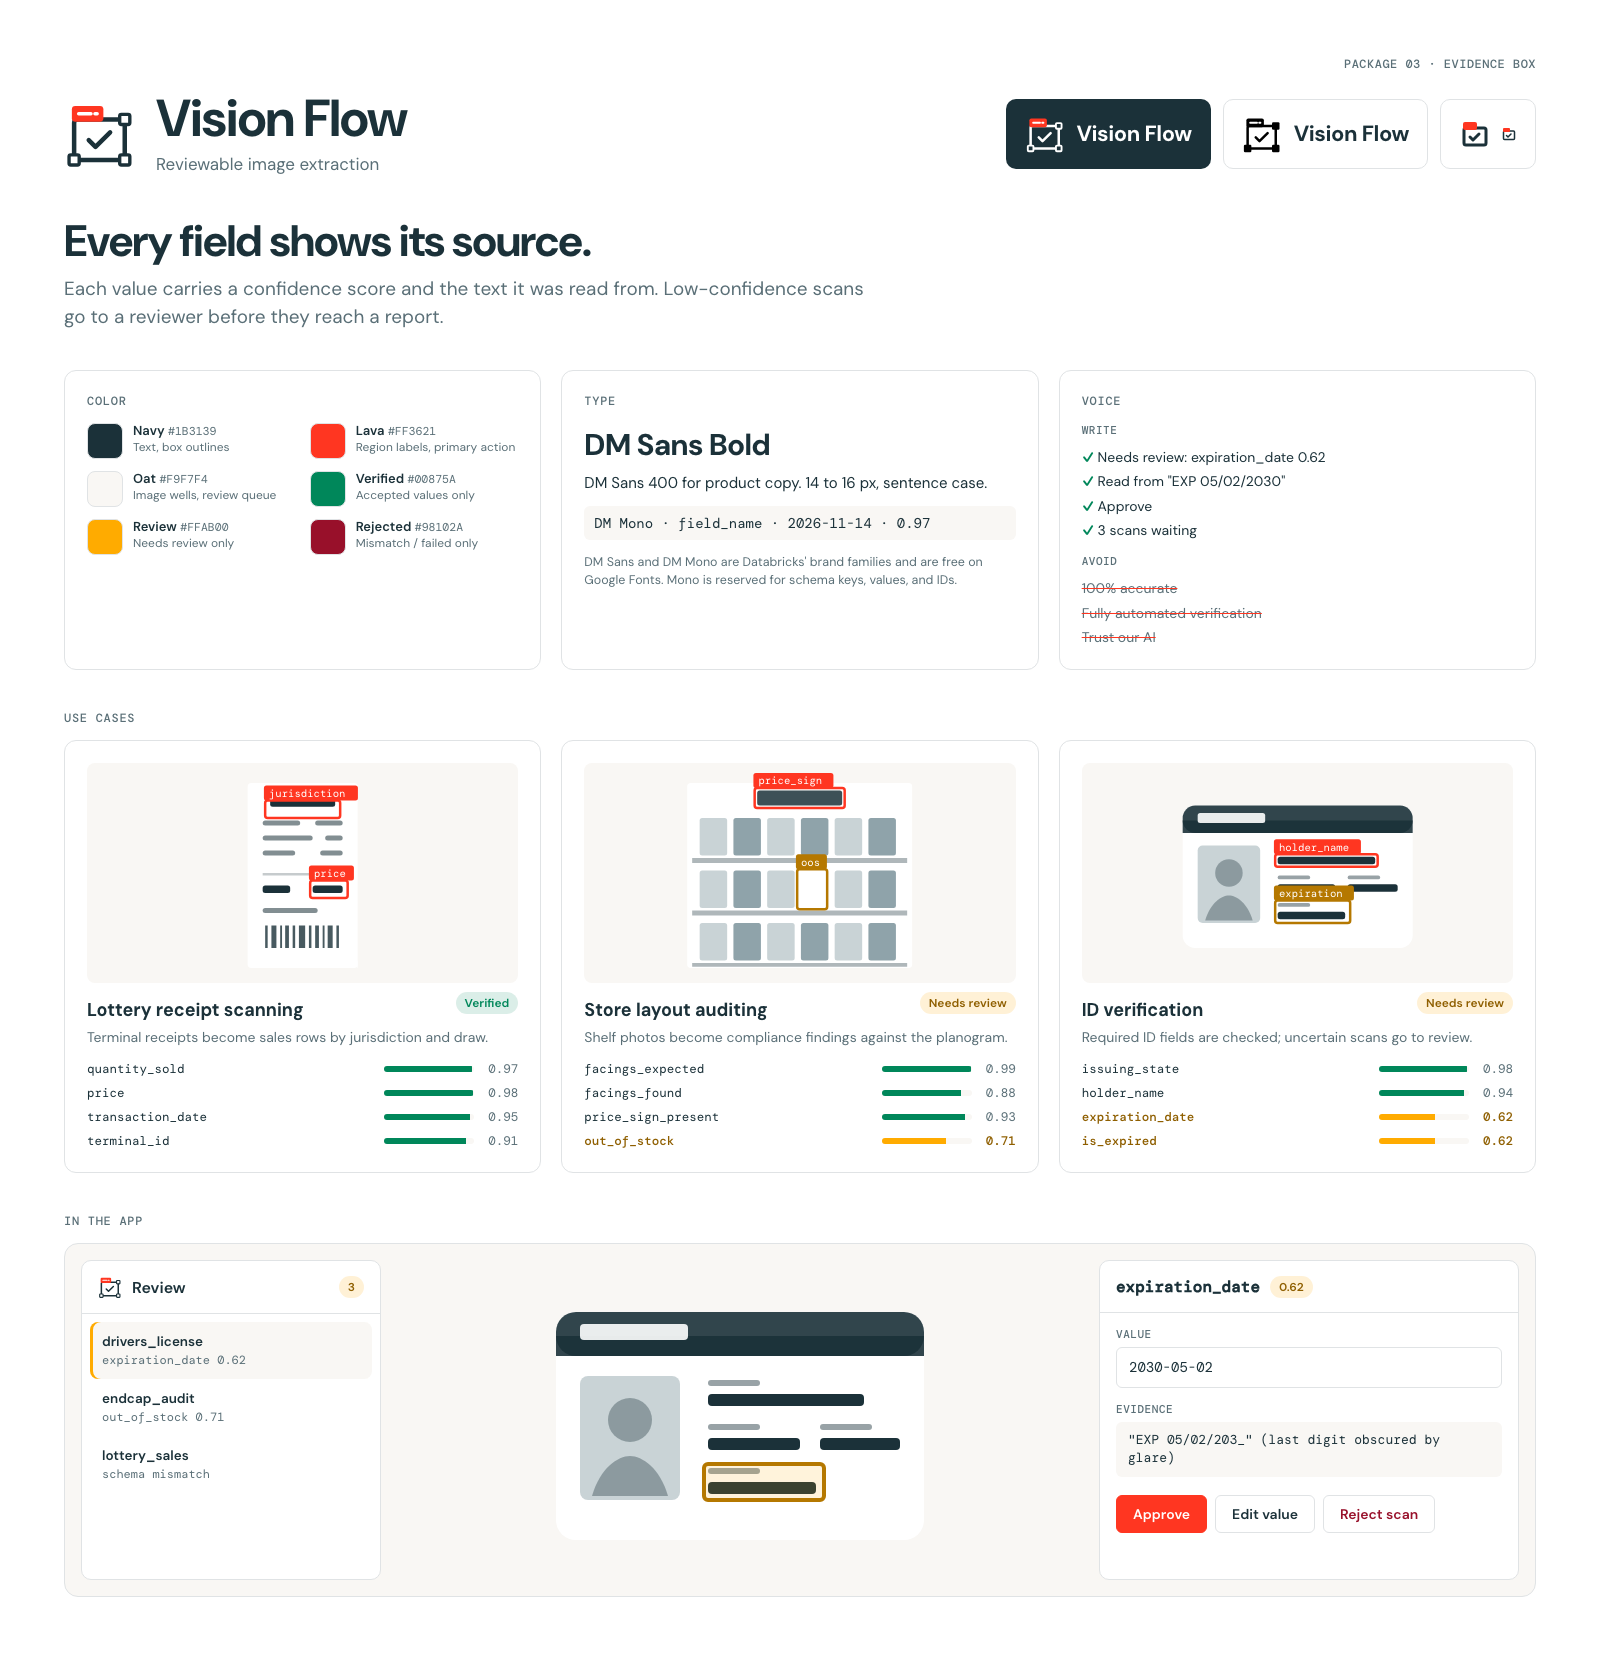 PACKAGE 03 · EVIDENCE BOX
Vision Flow
Reviewable image extraction
Vision Flow
Vision Flow
Every field shows its source.
Each value carries a confidence score and the text it was read from. Low-confidence scans
go to a reviewer before they reach a report.
COLOR
Navy #1B3139
Text, box outlines
Lava #FF3621
Region labels, primary action
Oat #F9F7F4
Image wells, review queue
Verified #00875A
Accepted values only
Review #FFAB00
Needs review only
Rejected #98102A
Mismatch / failed only
TYPE
DM Sans Bold
DM Sans 400 for product copy. 14 to 16 px, sentence case.
DM Mono · field_name · 2026-11-14 · 0.97
DM Sans and DM Mono are Databricks' brand families and are free on
Google Fonts. Mono is reserved for schema keys, values, and IDs.
VOICE
WRITE
Needs review: expiration_date 0.62
Read from "EXP 05/02/2030"
Approve
3 scans waiting
AVOID
100% accurate
Fully automated verification
Trust our AI
USE CASES
jurisdiction
price
Lottery receipt scanning
Verified
Terminal receipts become sales rows by jurisdiction and draw.
quantity_sold 0.97
price 0.98
transaction_date 0.95
terminal_id 0.91
price_sign
oos
Store layout auditing
Needs review
Shelf photos become compliance findings against the planogram.
facings_expected 0.99
facings_found 0.88
price_sign_present 0.93
out_of_stock 0.71
holder_name
expiration
ID verification
Needs review
Required ID fields are checked; uncertain scans go to review.
issuing_state 0.98
holder_name 0.94
expiration_date 0.62
is_expired 0.62
IN THE APP
Review 3
drivers_license
expiration_date 0.62
endcap_audit
out_of_stock 0.71
lottery_sales
schema mismatch
expiration_date 0.62
VALUE
2030-05-02
EVIDENCE
"EXP 05/02/203_" (last digit obscured by
glare)
Approve
Edit value
Reject scan